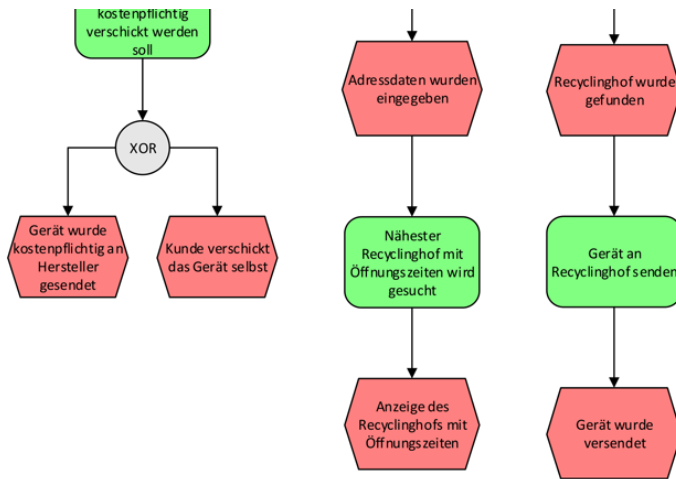 kostenpflichtig
verschickt werden
soll
XOR
Gerät wurde
kostenpflichtig an
Hersteller
gesendet
Kunde verschickt
das Gerät selbst
Adressdaten wurden
eingegeben
Nähester
Recyclinghof mit
Öffnungszeiten wird
gesucht
Anzeige des
Recyclinghofs mit
Öffnungszeiten
Recyclinghof wurde
gefunden
Gerät an
Recyclinghof senden
Gerät wurde
versendet